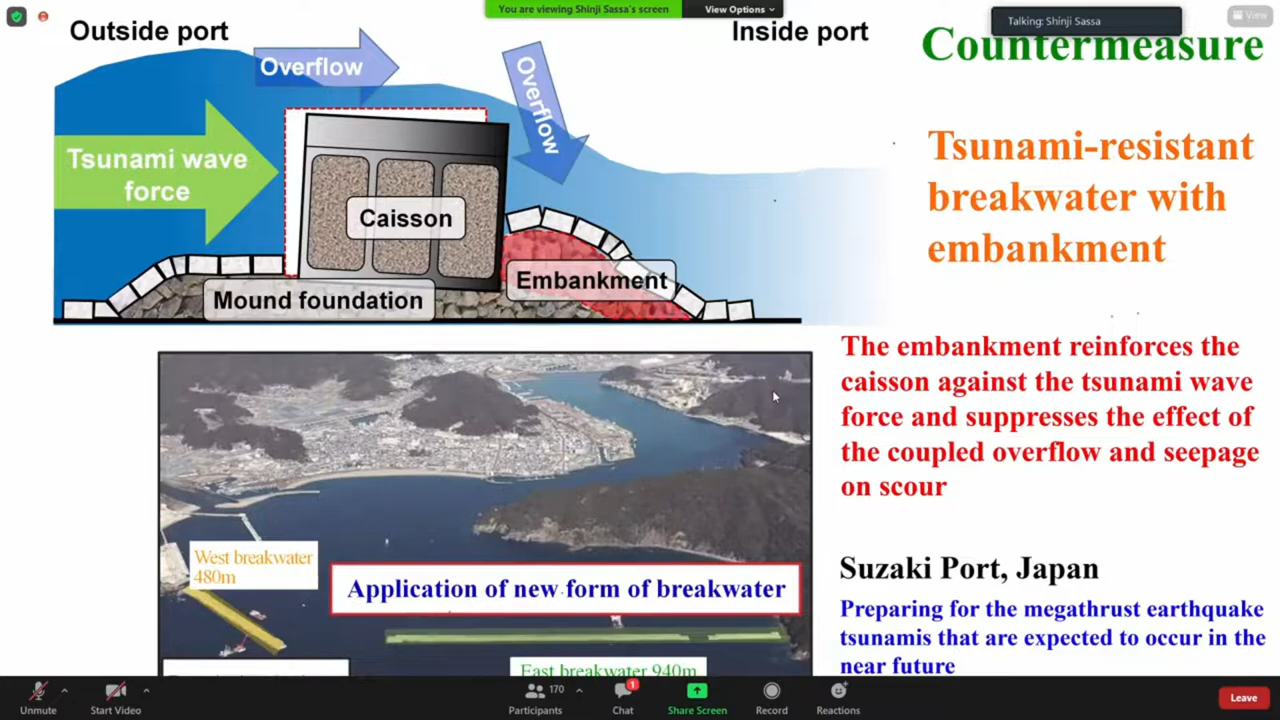 You are viewing Shinji Sassa's screen
View Options
Talking: Shinji Sassa
View
Outside port
Inside port
Overflow
Overflow
Tsunami wave
force
Caisson
Embankment
Mound foundation
Countermeasure
Tsunami-resistant
breakwater with
embankment
The embankment reinforces the
caisson against the tsunami wave
force and suppresses the effect of
the coupled overflow and seepage
on scour
West breakwater
480m
Application of new form of breakwater
East breakwater 940m
Suzaki Port, Japan
Preparing for the megathrust earthquake
tsunamis that are expected to occur in the
near future
Unmute
Start Video
Participants
170
Chat
1
Share Screen
Record
Reactions
Leave